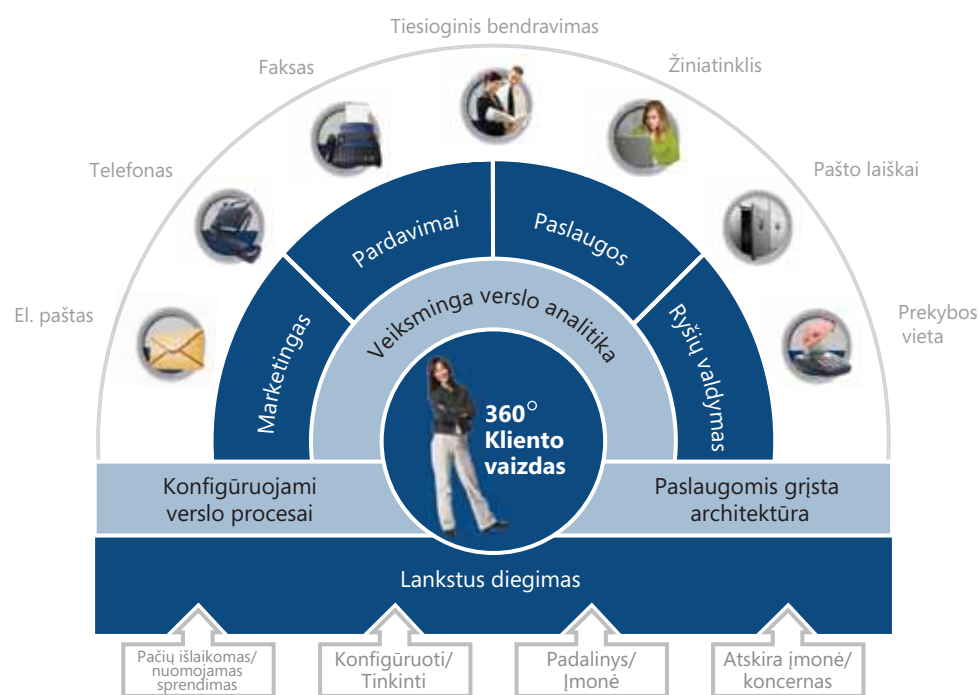 Tiesioginis bendravimas
Faksas
Žiniatinklis
Telefonas
Pašto laiškai
El. paštas
Prekybos
vieta
Marketingas
Pardavimai
Paslaugos
Ryšių valdymas
Veiksminga verslo analitika
360°
Kliento
vaizdas
Konfigūruojami
verslo procesai
Paslaugomis grįsta
architektūra
Lankstus diegimas
Pačių išlaikomas/
nuomojamas
sprendimas
Konfigūruoti/
Tinkinti
Padalinys/
Įmonė
Atskira įmonė/
koncernas